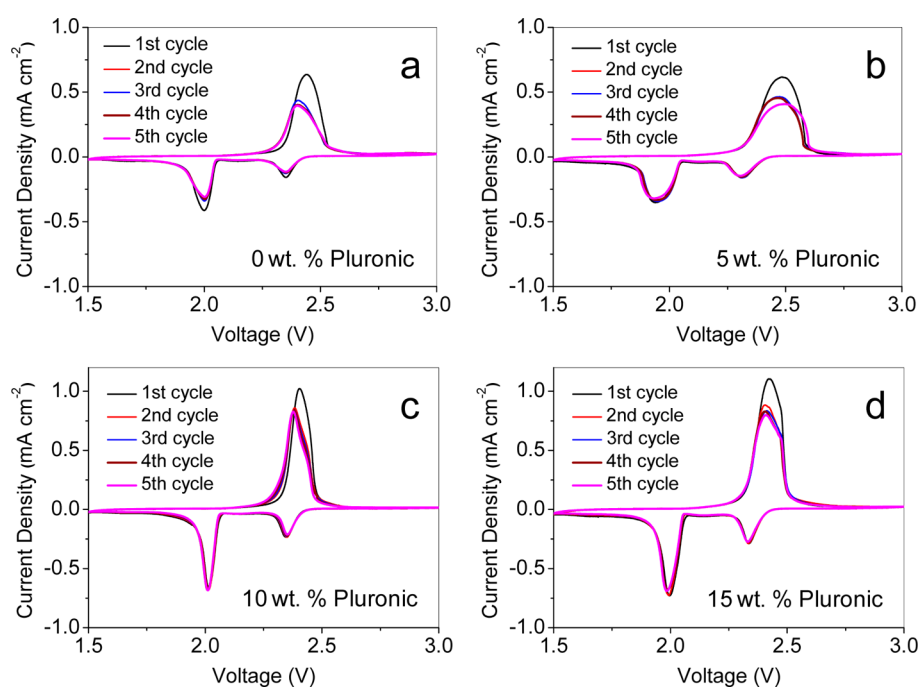 1.0
0.5
0.0
-0.5
-1.0
Current Density (mA cm⁻²)
1st cycle
2nd cycle
3rd cycle
4th cycle
5th cycle
a
0 wt. % Pluronic
1.5 2.0 2.5 3.0
Voltage (V)
1.0
0.5
0.0
-0.5
-1.0
Current Density (mA cm⁻²)
1st cycle
2nd cycle
3rd cycle
4th cycle
5th cycle
b
5 wt. % Pluronic
1.5 2.0 2.5 3.0
Voltage (V)
1.0
0.5
0.0
-0.5
-1.0
Current Density (mA cm⁻²)
1st cycle
2nd cycle
3rd cycle
4th cycle
5th cycle
c
10 wt. % Pluronic
1.5 2.0 2.5 3.0
Voltage (V)
1.0
0.5
0.0
-0.5
-1.0
Current Density (mA cm⁻²)
1st cycle
2nd cycle
3rd cycle
4th cycle
5th cycle
d
15 wt. % Pluronic
1.5 2.0 2.5 3.0
Voltage (V)